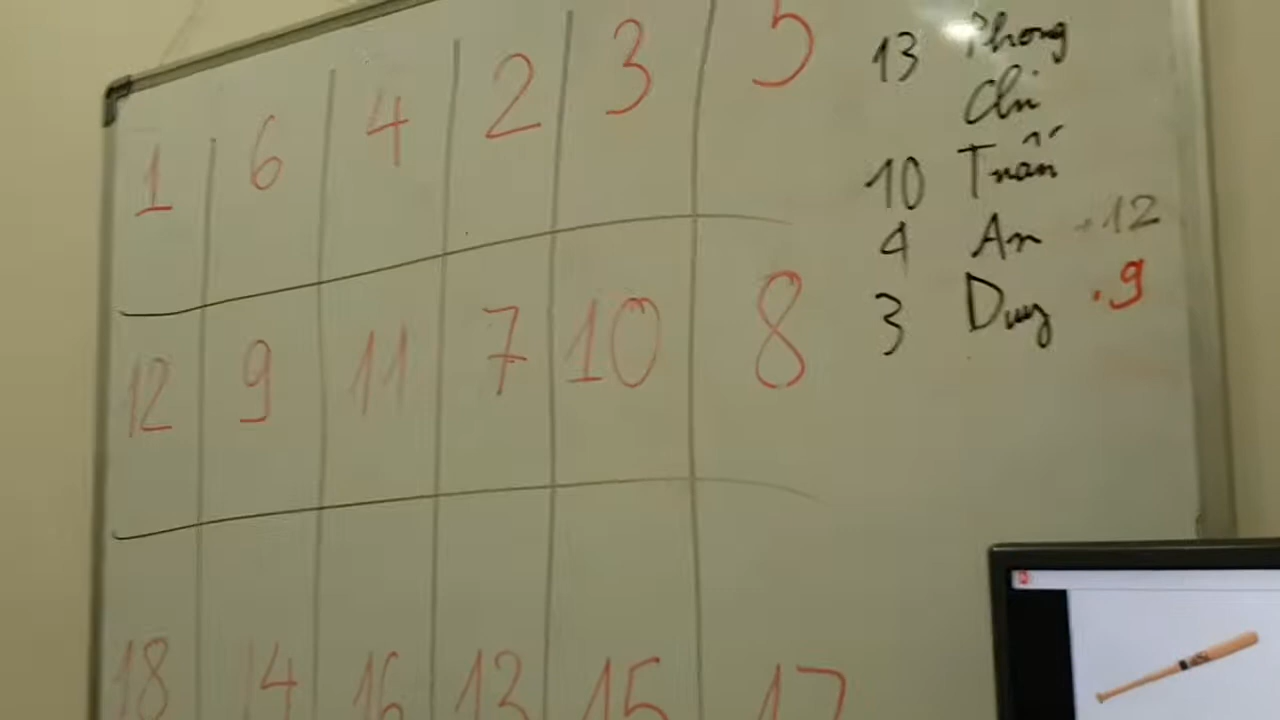 1 6 4 2 3 5
12 9 11 7 10 8
18 14 16 13 15 17
13 Phong
Chi
10 Trấn
4 An 12
3 Duy .9